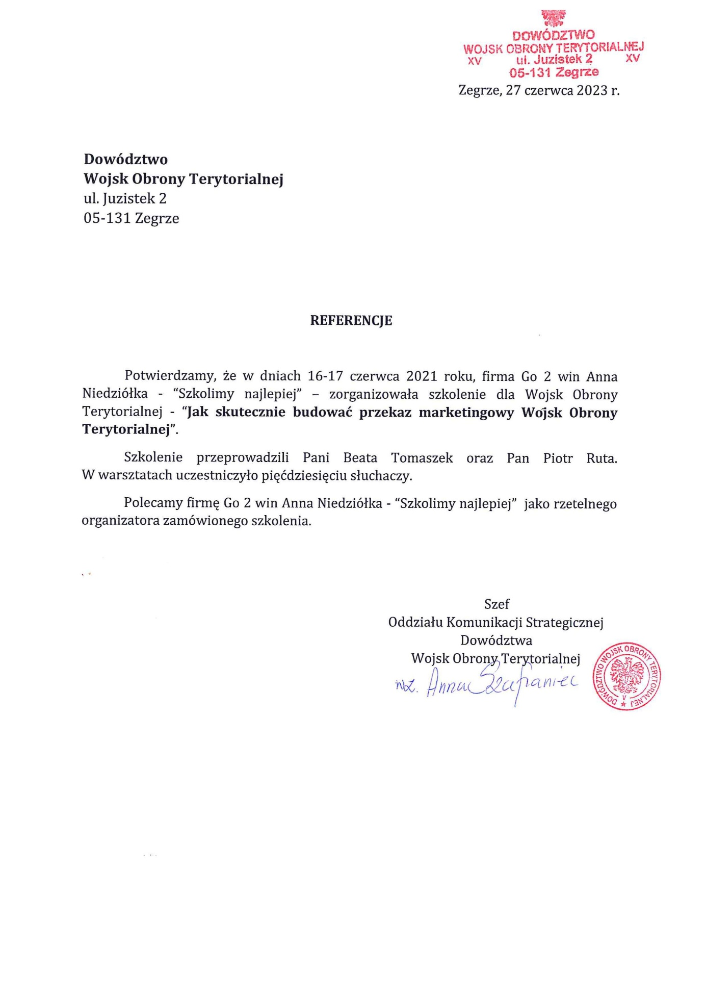 DOWÓDZTWO
WOJSK OBRONY TERYTORIALNEJ
XV ul. Juzistek 2 XV
05-131 Zegrze
Zegrze, 27 czerwca 2023 r.
Dowództwo
Wojsk Obrony Terytorialnej
ul. Juzistek 2
05-131 Zegrze
REFERENCJE
Potwierdzamy, że w dniach 16-17 czerwca 2021 roku, firma Go 2 win Anna
Niedziółka - “Szkolimy najlepiej” – zorganizowała szkolenie dla Wojsk Obrony
Terytorialnej - “Jak skutecznie budować przekaz marketingowy Wojsk Obrony
Terytorialnej”.
Szkolenie przeprowadzili Pani Beata Tomaszek oraz Pan Piotr Ruta.
W warsztatach uczestniczyło pięćdziesięciu słuchaczy.
Polecamy firmę Go 2 win Anna Niedziółka - “Szkolimy najlepiej” jako rzetelnego
organizatora zamówionego szkolenia.
Szef
Oddziału Komunikacji Strategicznej
Dowództwa
Wojsk Obrony Terytorialnej
wz. Anna Szafraniec
DOWÓDZTWO WOJSK OBRONY TERYTORIALNEJ
V